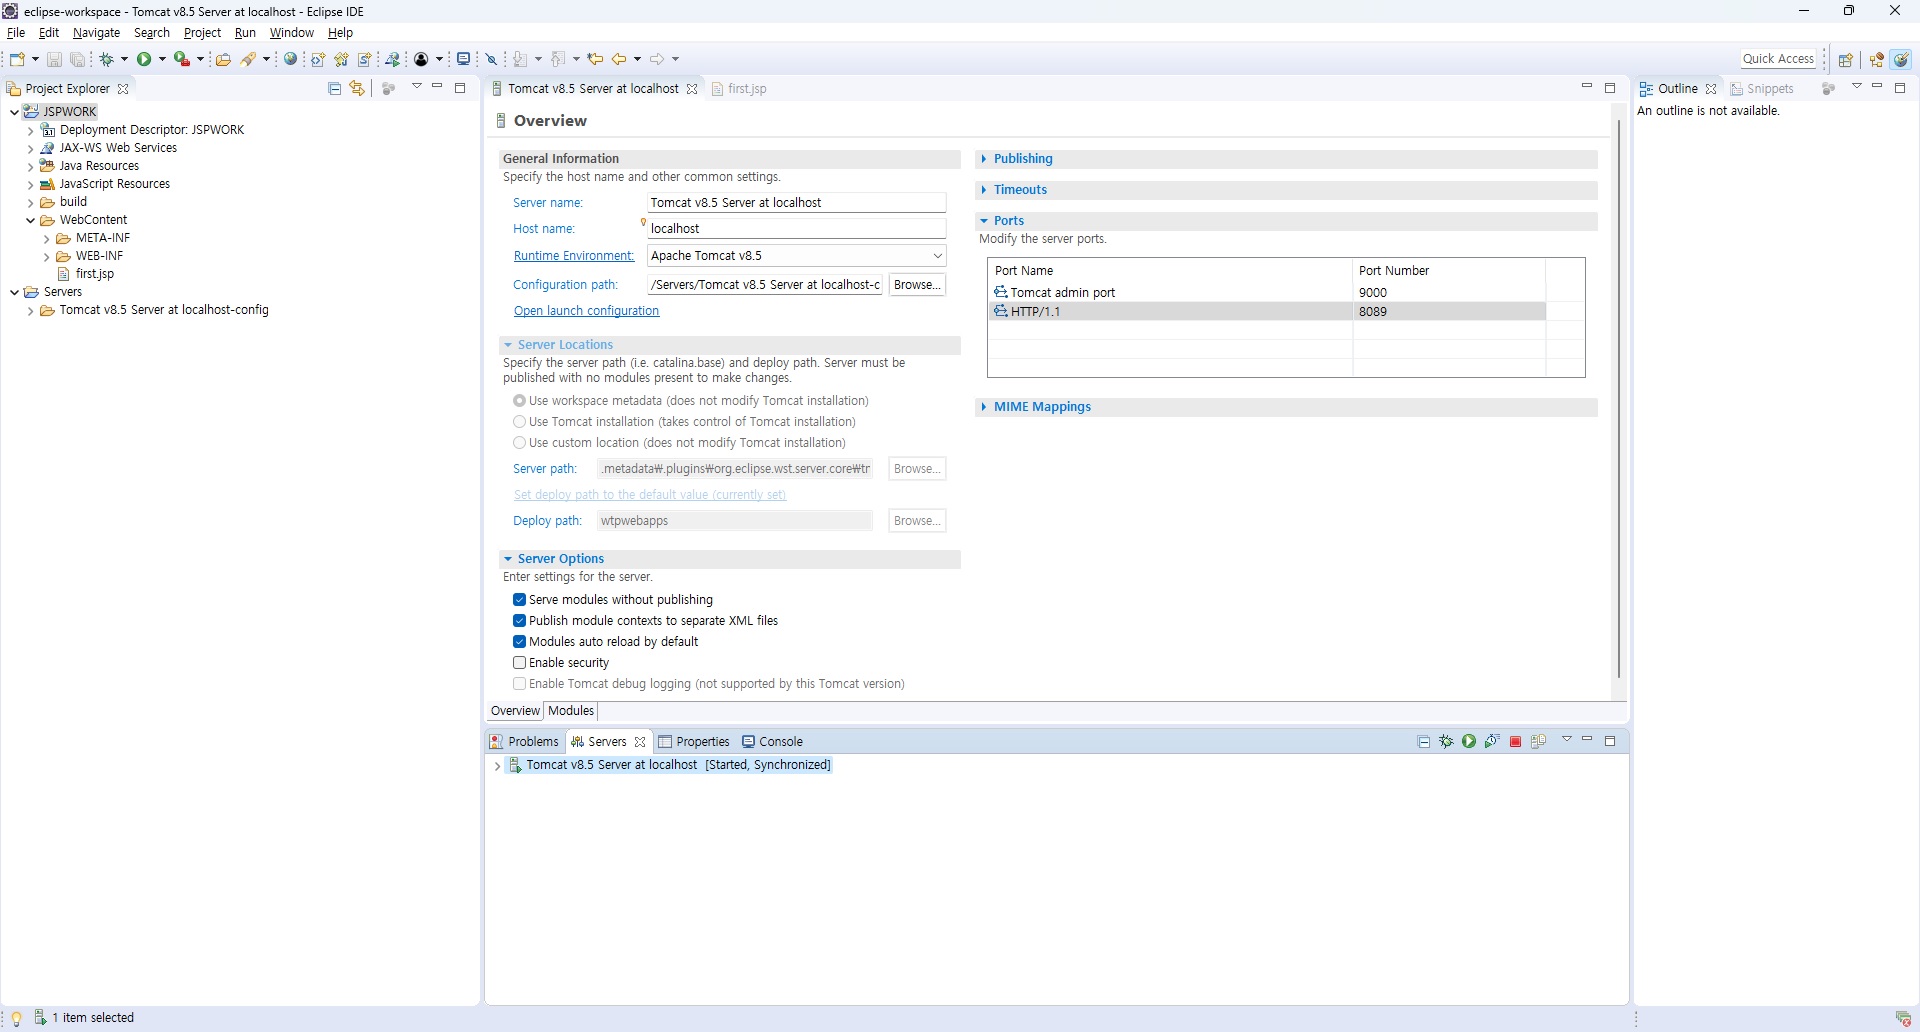 eclipse-workspace - Tomcat v8.5 Server at localhost - Eclipse IDE
File Edit Navigate Search Project Run Window Help
Quick Access
Project Explorer
JSPWORK
Deployment Descriptor: JSPWORK
JAX-WS Web Services
Java Resources
JavaScript Resources
build
WebContent
META-INF
WEB-INF
first.jsp
Servers
Tomcat v8.5 Server at localhost-config
Tomcat v8.5 Server at localhost
first.jsp
Overview
General Information
Specify the host name and other common settings.
Server name: Tomcat v8.5 Server at localhost
Host name: localhost
Runtime Environment: Apache Tomcat v8.5
Configuration path: /Servers/Tomcat v8.5 Server at localhost-c Browse...
Open launch configuration
Server Locations
Specify the server path (i.e. catalina.base) and deploy path. Server must be
published with no modules present to make changes.
Use workspace metadata (does not modify Tomcat installation)
Use Tomcat installation (takes control of Tomcat installation)
Use custom location (does not modify Tomcat installation)
Server path: .metadata₩.plugins₩org.eclipse.wst.server.core₩tr Browse...
Set deploy path to the default value (currently set)
Deploy path: wtpwebapps Browse...
Server Options
Enter settings for the server.
Serve modules without publishing
Publish module contexts to separate XML files
Modules auto reload by default
Enable security
Enable Tomcat debug logging (not supported by this Tomcat version)
Publishing
Timeouts
Ports
Modify the server ports.
Port Name Port Number
Tomcat admin port 9000
HTTP/1.1 8089
MIME Mappings
Overview Modules
Problems Servers Properties Console
Tomcat v8.5 Server at localhost [Started, Synchronized]
Outline Snippets
An outline is not available.
1 item selected